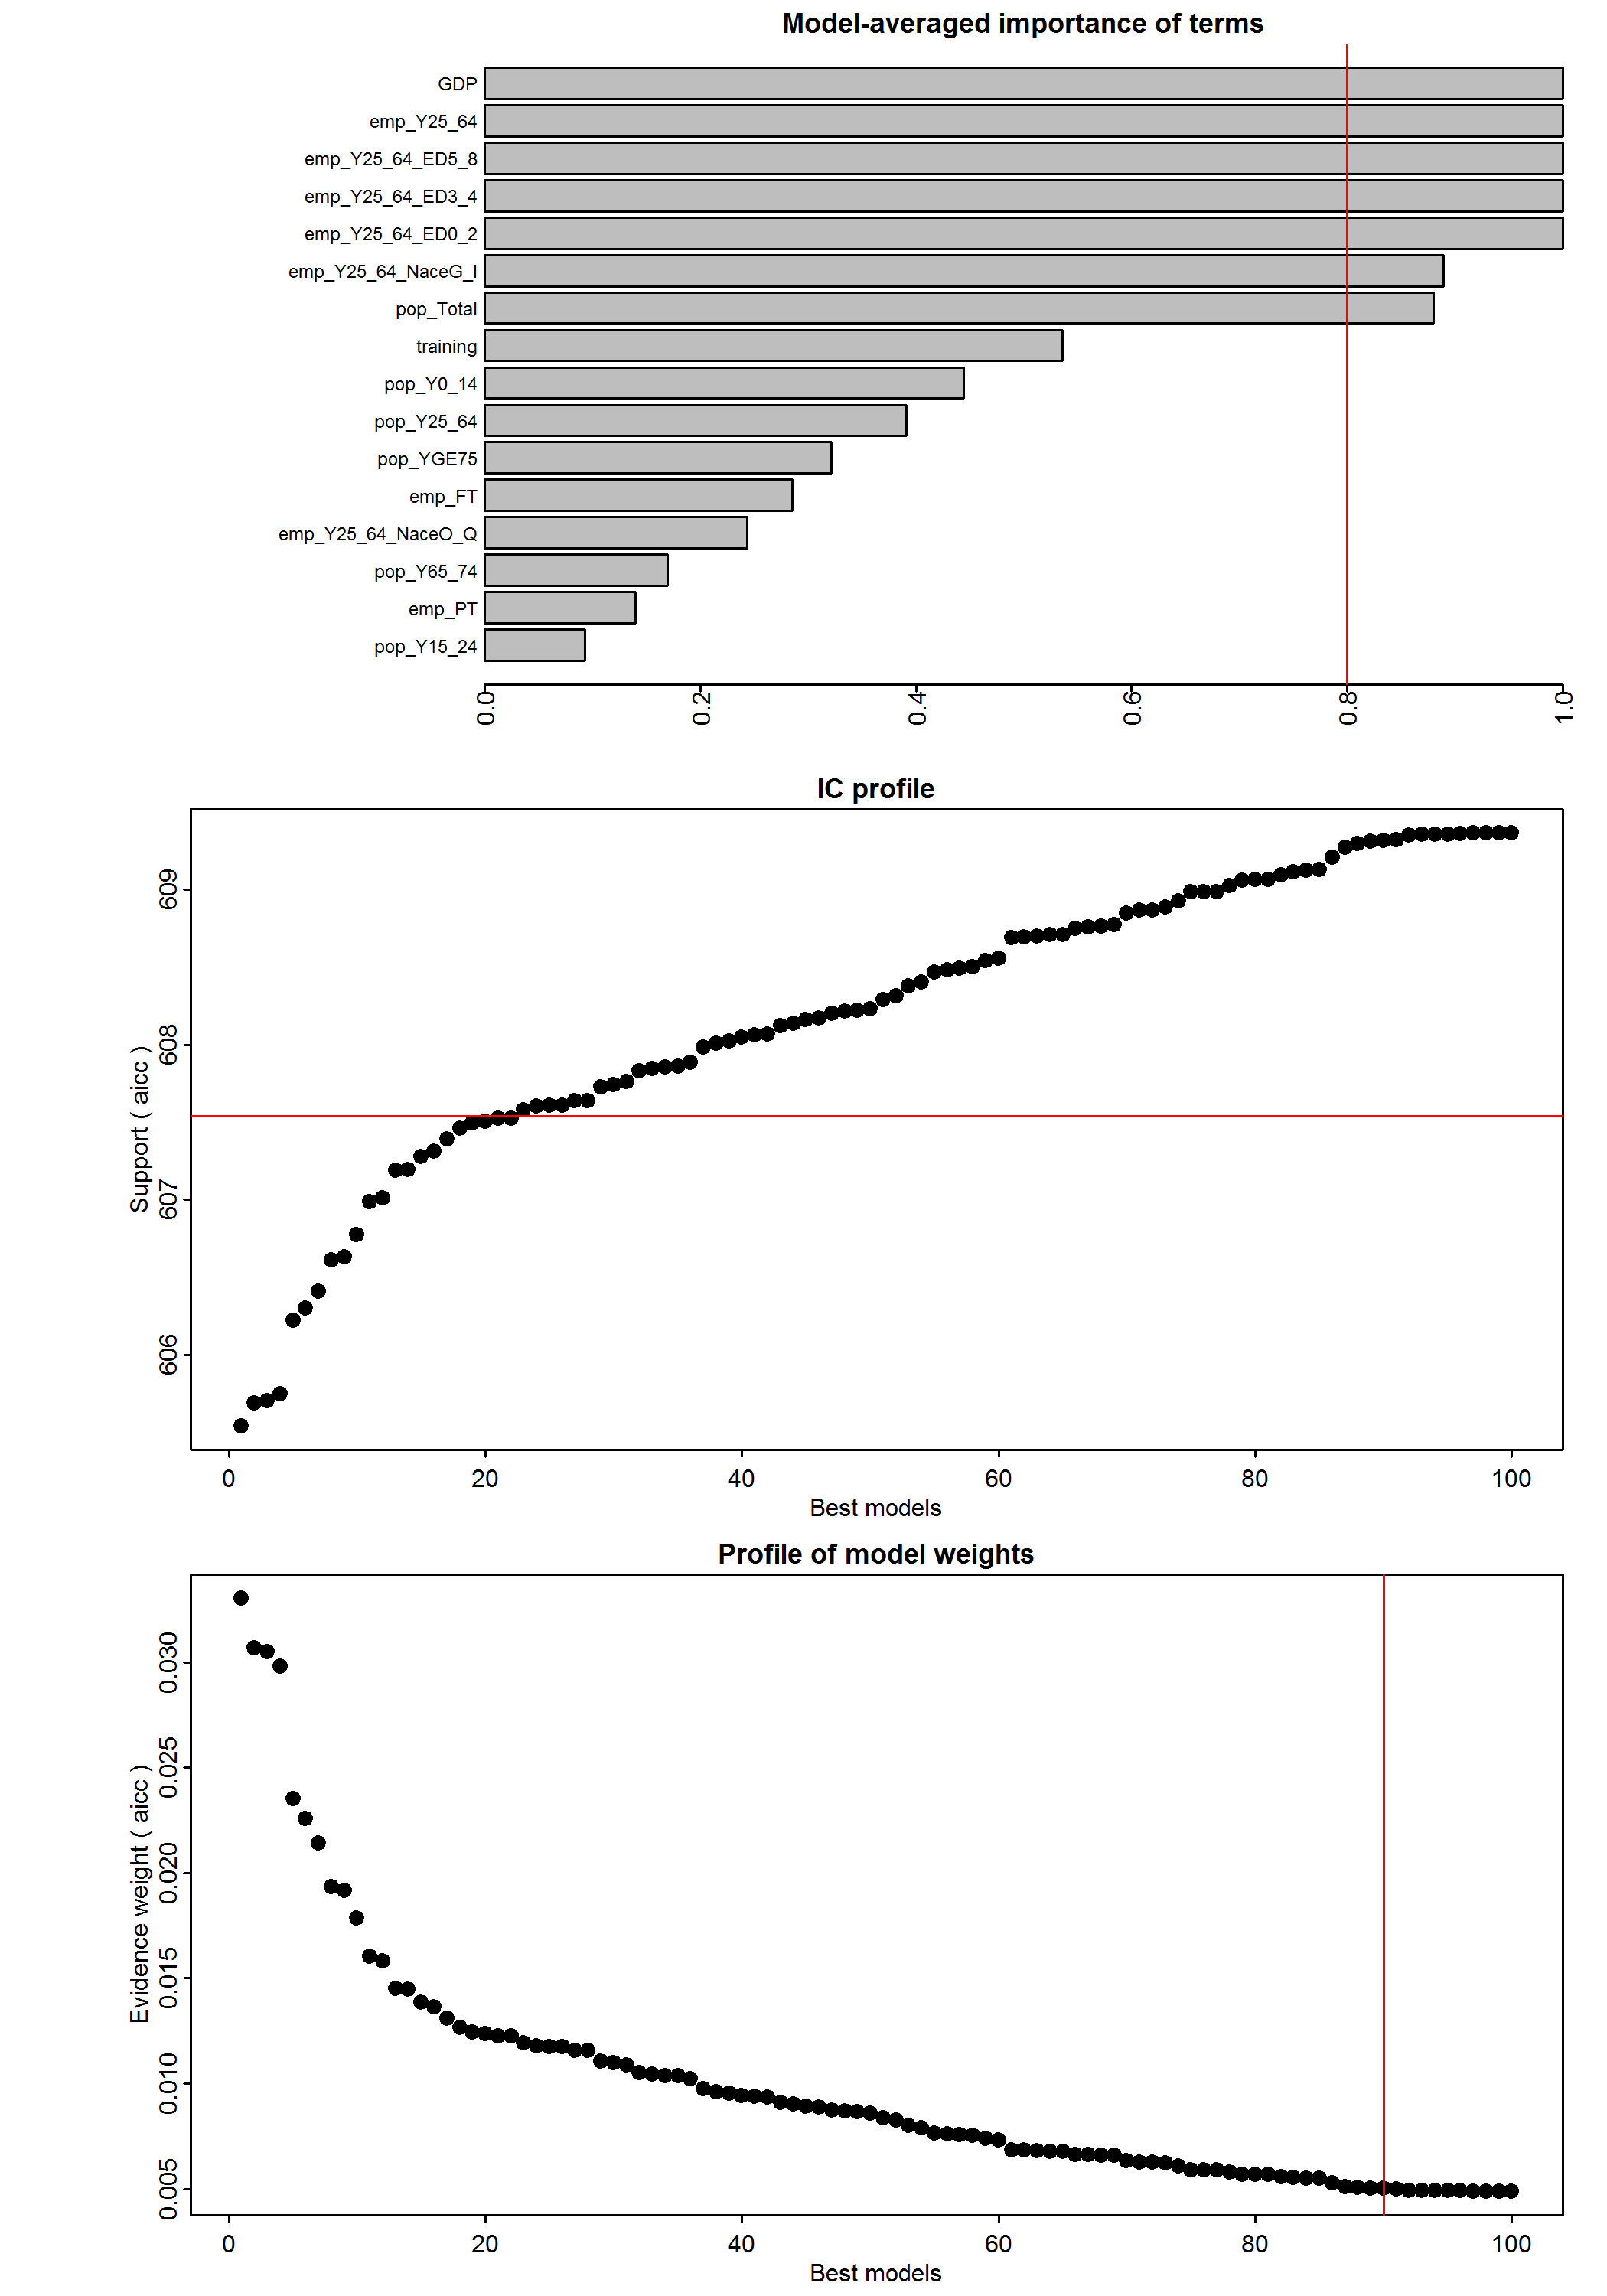 Model-averaged importance of terms
GDP
emp_Y25_64
emp_Y25_64_ED5_8
emp_Y25_64_ED3_4
emp_Y25_64_ED0_2
emp_Y25_64_NaceG_I
pop_Total
training
pop_Y0_14
pop_Y25_64
pop_YGE75
emp_FT
emp_Y25_64_NaceO_Q
pop_Y65_74
emp_PT
pop_Y15_24
0.0 0.2 0.4 0.6 0.8 1.0
IC profile
Support ( aicc )
609
608
607
606
0 20 40 60 80 100
Best models
Profile of model weights
Evidence weight ( aicc )
0.030
0.025
0.020
0.015
0.010
0.005
0 20 40 60 80 100
Best models